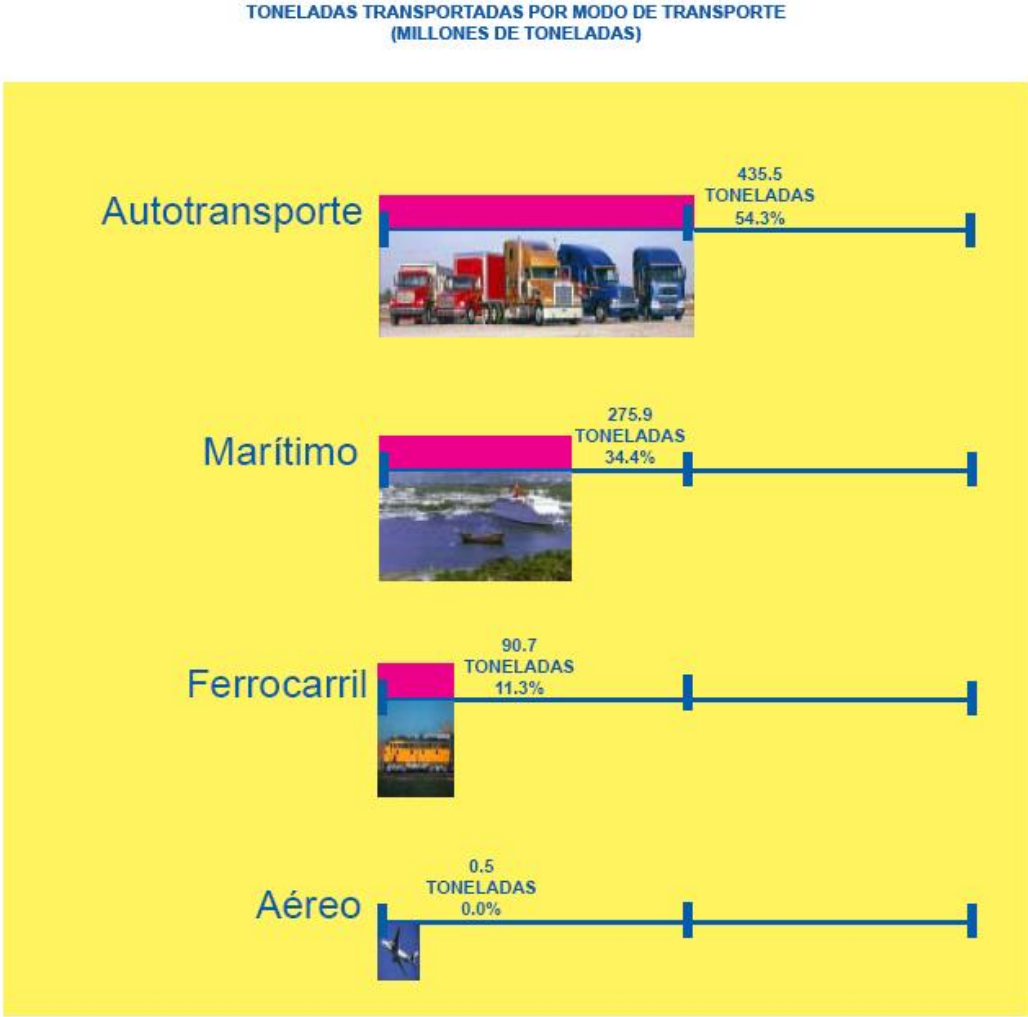 TONELADAS TRANSPORTADAS POR MODO DE TRANSPORTE
(MILLONES DE TONELADAS)
Autotransporte
435.5
TONELADAS
54.3%
Marítimo
275.9
TONELADAS
34.4%
Ferrocarril
90.7
TONELADAS
11.3%
Aéreo
0.5
TONELADAS
0.0%